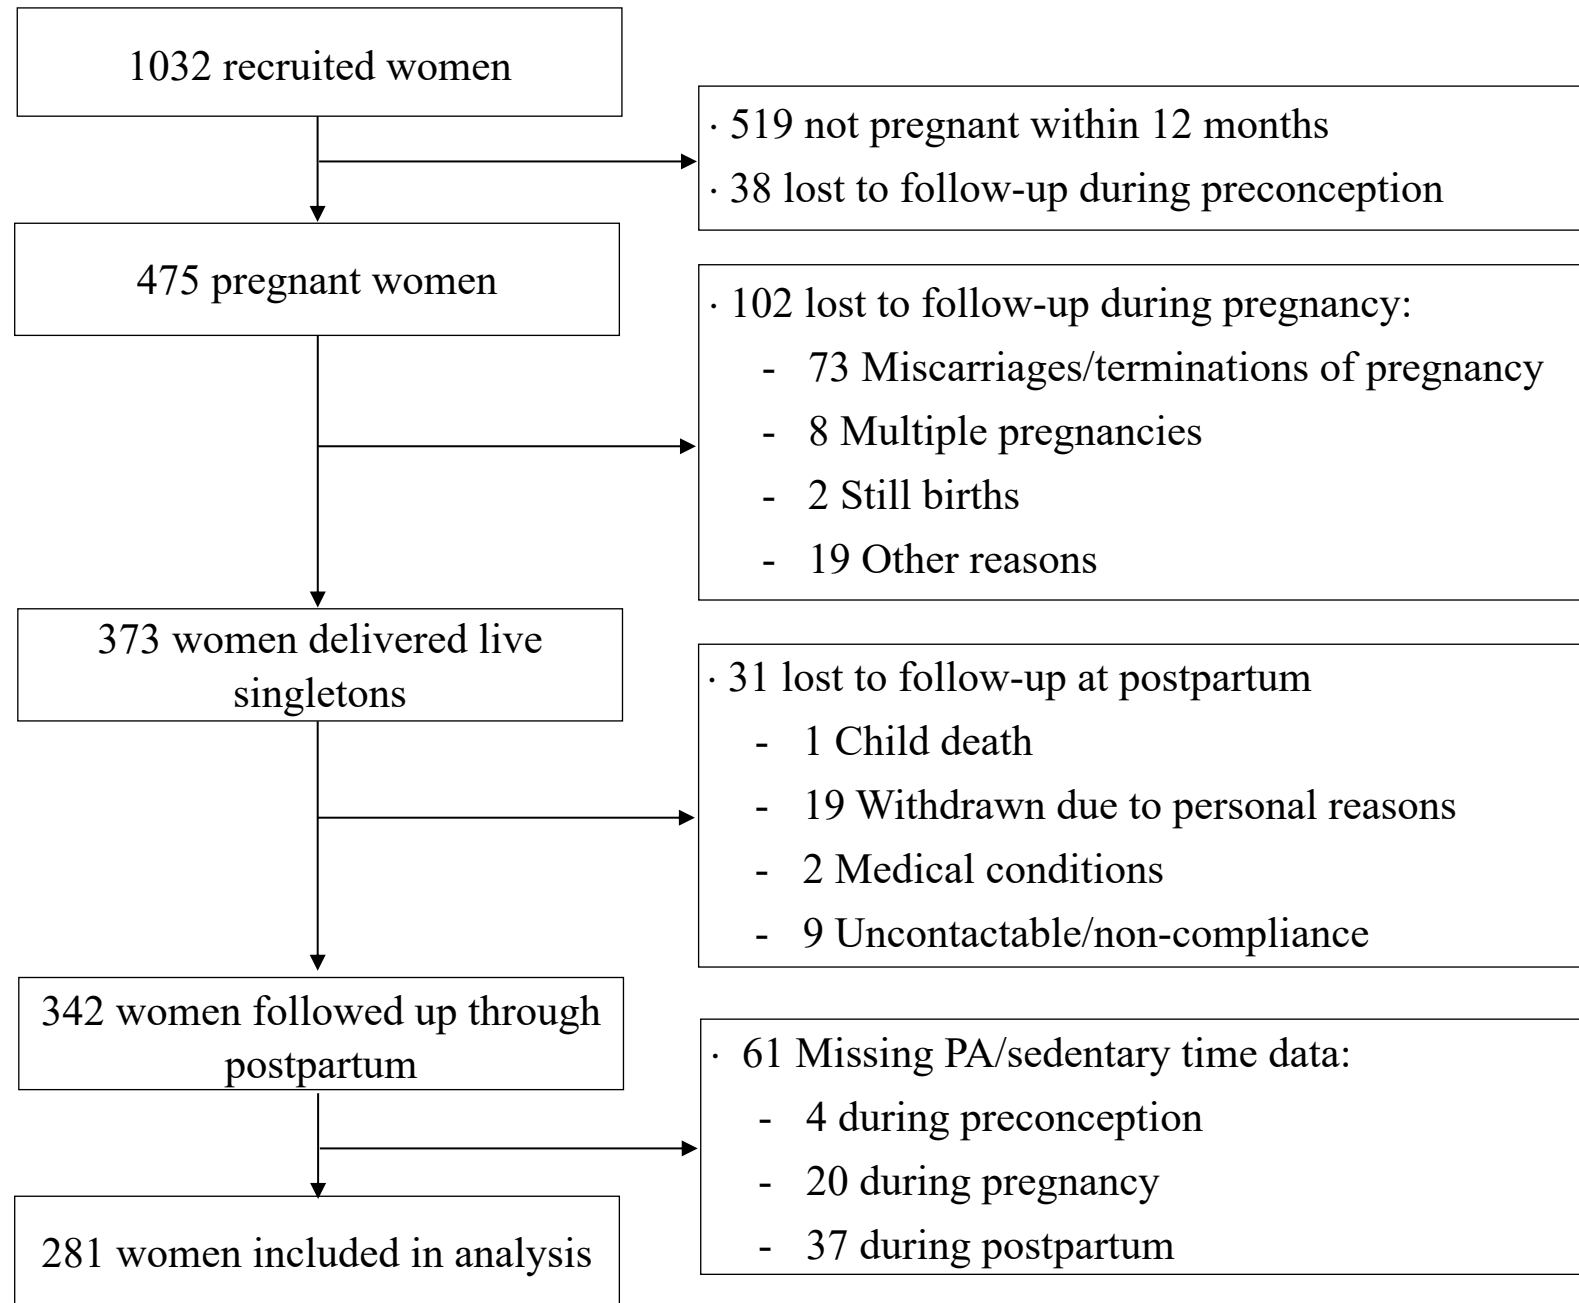 1032 recruited women
· 519 not pregnant within 12 months
· 38 lost to follow-up during preconception
475 pregnant women
· 102 lost to follow-up during pregnancy:
- 73 Miscarriages/terminations of pregnancy
- 8 Multiple pregnancies
- 2 Still births
- 19 Other reasons
373 women delivered live
singletons
· 31 lost to follow-up at postpartum
- 1 Child death
- 19 Withdrawn due to personal reasons
- 2 Medical conditions
- 9 Uncontactable/non-compliance
342 women followed up through
postpartum
· 61 Missing PA/sedentary time data:
- 4 during preconception
- 20 during pregnancy
- 37 during postpartum
281 women included in analysis